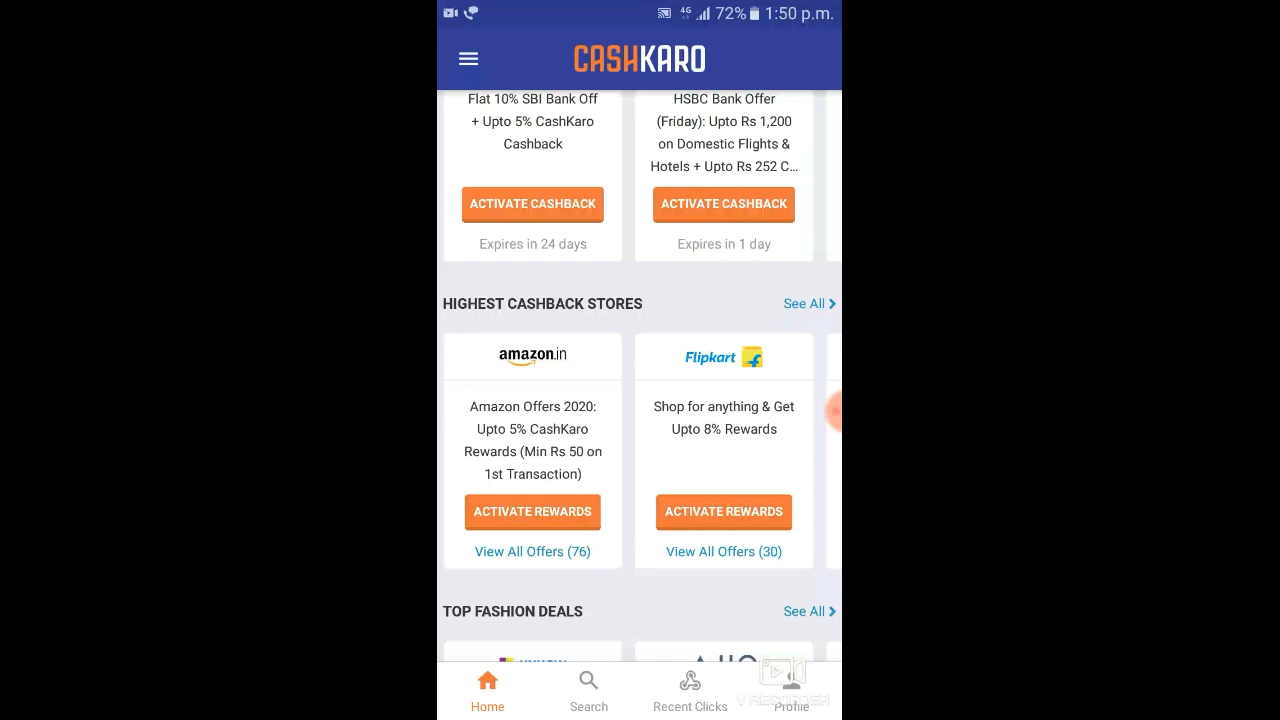 4G 72% 1:50 p.m.
CASHKARO
Flat 10% SBI Bank Off
+ Upto 5% CashKaro
Cashback
ACTIVATE CASHBACK
Expires in 24 days
HSBC Bank Offer
(Friday): Upto Rs 1,200
on Domestic Flights &
Hotels + Upto Rs 252 C...
ACTIVATE CASHBACK
Expires in 1 day
HIGHEST CASHBACK STORES
See All
amazon.in
Amazon Offers 2020:
Upto 5% CashKaro
Rewards (Min Rs 50 on
1st Transaction)
ACTIVATE REWARDS
View All Offers (76)
Flipkart
Shop for anything & Get
Upto 8% Rewards
ACTIVATE REWARDS
View All Offers (30)
TOP FASHION DEALS
See All
Home
Search
Recent Clicks
Profile
V RECORDER